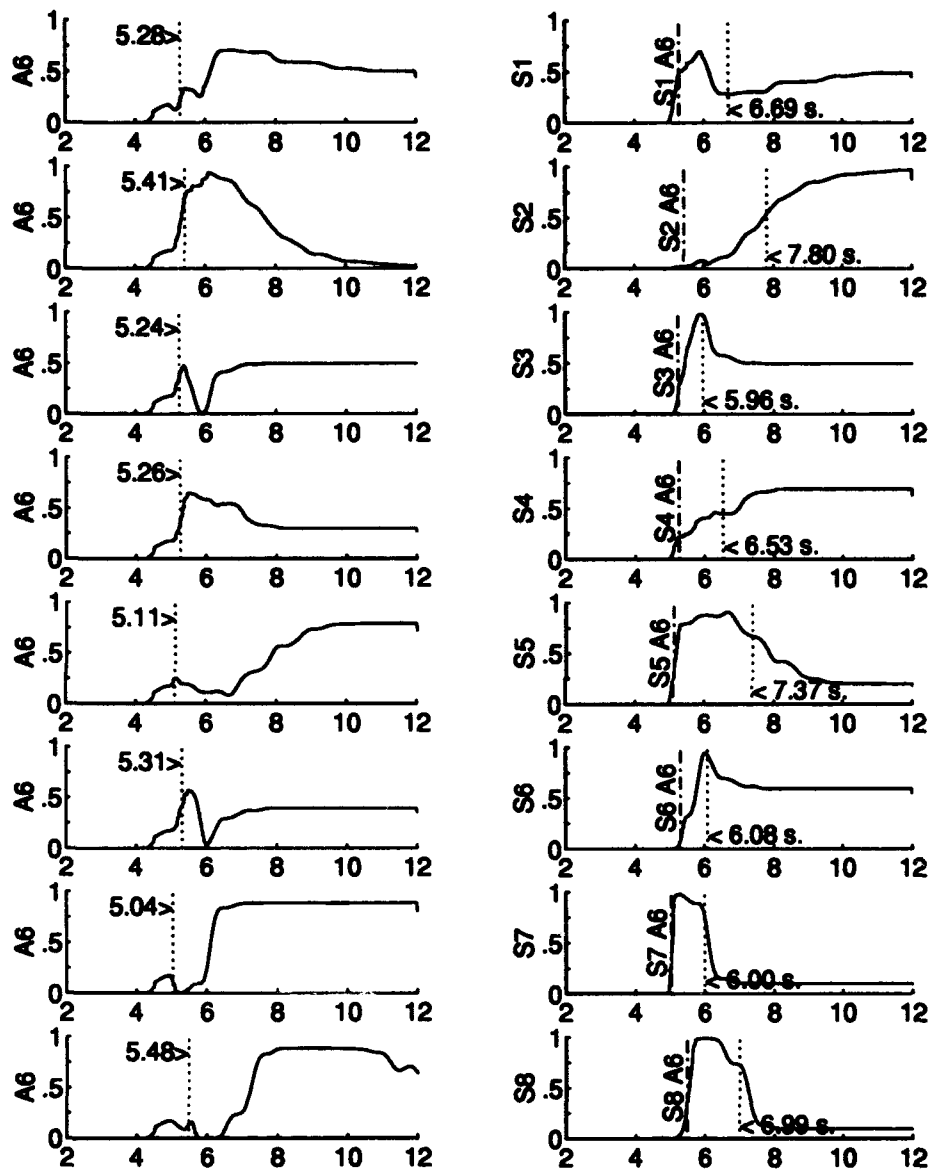 1 5.28> A6 .5 0 2 4 6 8 10 12
1 S1 .5 0 S1 A6 < 6.69 s. 2 4 6 8 10 12
1 5.41> A6 .5 0 2 4 6 8 10 12
1 S2 .5 0 S2 A6 < 7.80 s. 2 4 6 8 10 12
1 5.24> A6 .5 0 2 4 6 8 10 12
1 S3 .5 0 S3 A6 < 5.96 s. 2 4 6 8 10 12
1 5.26> A6 .5 0 2 4 6 8 10 12
1 S4 .5 0 S4 A6 < 6.53 s. 2 4 6 8 10 12
1 5.11> A6 .5 0 2 4 6 8 10 12
1 S5 .5 0 S5 A6 < 7.37 s. 2 4 6 8 10 12
1 5.31> A6 .5 0 2 4 6 8 10 12
1 S6 .5 0 S6 A6 < 6.08 s. 2 4 6 8 10 12
1 5.04> A6 .5 0 2 4 6 8 10 12
1 S7 .5 0 S7 A6 < 6.00 s. 2 4 6 8 10 12
1 5.48> A6 .5 0 2 4 6 8 10 12
1 S8 .5 0 S8 A6 < 6.99 s. 2 4 6 8 10 12